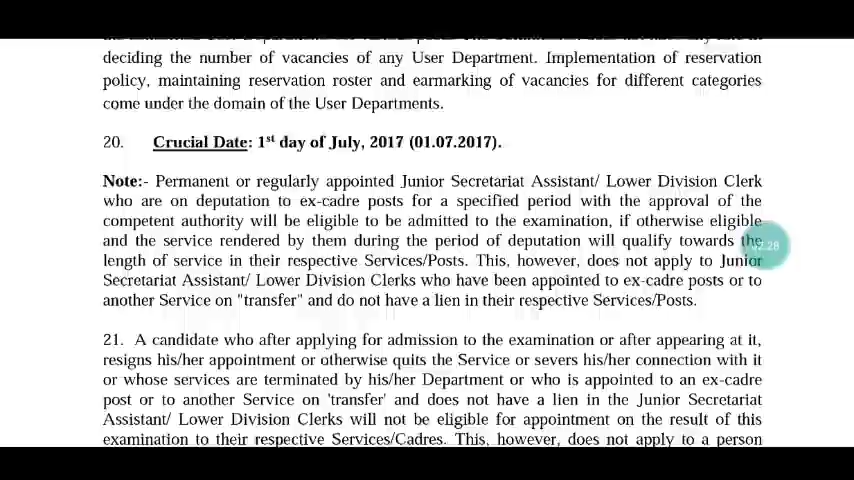 deciding the number of vacancies of any User Department. Implementation of reservation
policy, maintaining reservation roster and earmarking of vacancies for different categories
come under the domain of the User Departments.
20. Crucial Date: 1st day of July, 2017 (01.07.2017).
Note:- Permanent or regularly appointed Junior Secretariat Assistant/ Lower Division Clerk
who are on deputation to ex-cadre posts for a specified period with the approval of the
competent authority will be eligible to be admitted to the examination, if otherwise eligible
and the service rendered by them during the period of deputation will qualify towards the
length of service in their respective Services/Posts. This, however, does not apply to Junior
Secretariat Assistant/ Lower Division Clerks who have been appointed to ex-cadre posts or to
another Service on "transfer" and do not have a lien in their respective Services/Posts.
21. A candidate who after applying for admission to the examination or after appearing at it,
resigns his/her appointment or otherwise quits the Service or severs his/her connection with it
or whose services are terminated by his/her Department or who is appointed to an ex-cadre
post or to another Service on 'transfer' and does not have a lien in the Junior Secretariat
Assistant/ Lower Division Clerks will not be eligible for appointment on the result of this
examination to their respective Services/Cadres. This, however, does not apply to a person
02:28